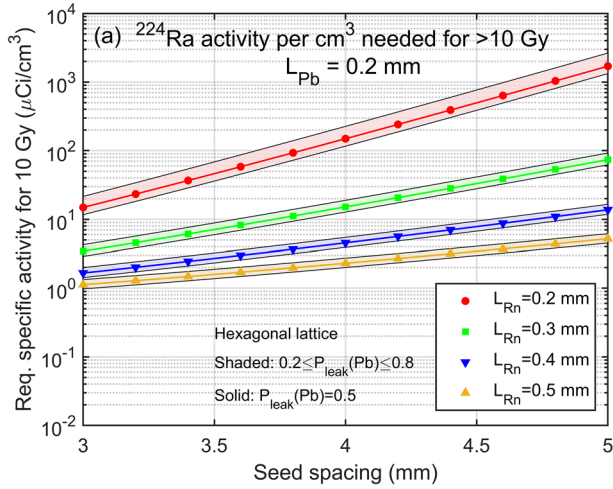 (a) ²²⁴Ra activity per cm³ needed for >10 Gy
L_Pb = 0.2 mm
Req. specific activity for 10 Gy (μCi/cm³)
10⁴
10³
10²
10¹
10⁰
10⁻¹
10⁻²
Hexagonal lattice
Shaded: 0.2≤P_leak(Pb)≤0.8
Solid: P_leak(Pb)=0.5
L_Rn=0.2 mm
L_Rn=0.3 mm
L_Rn=0.4 mm
L_Rn=0.5 mm
3 3.5 4 4.5 5
Seed spacing (mm)